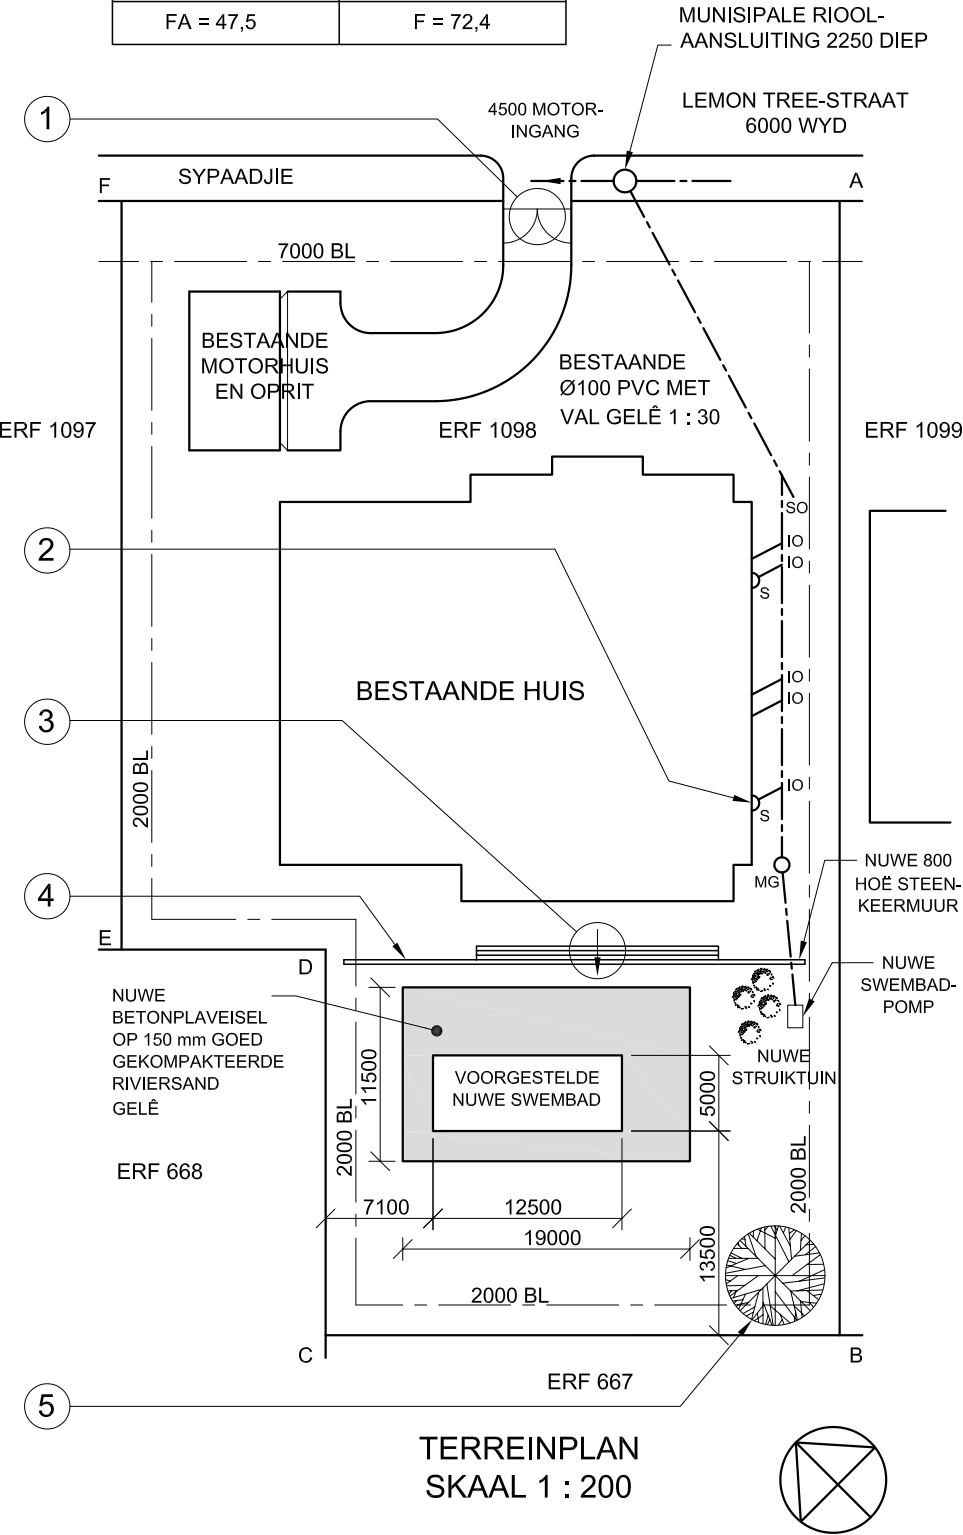 FA = 47,5
F = 72,4
MUNISIPALE RIOOL-
AANSLUITING 2250 DIEP
1
4500 MOTOR-
INGANG
LEMON TREE-STRAAT
6000 WYD
F
SYPAADJIE
A
7000 BL
BESTAANDE
MOTORHUIS
EN OPRIT
BESTAANDE
Ø100 PVC MET
VAL GELÊ 1 : 30
ERF 1097
ERF 1098
ERF 1099
SO
2
IO
IO
S
IO
IO
BESTAANDE HUIS
3
2000 BL
IO
S
MG
NUWE 800
HOË STEEN-
KEERMUUR
4
E
D
NUWE
SWEMBAD-
POMP
NUWE
BETONPLAVEISEL
OP 150 mm GOED
GEKOMPAKTEERDE
RIVIERSAND
GELÊ
11500
VOORGESTELDE
NUWE SWEMBAD
5000
NUWE
STRUIKTUIN
2000 BL
2000 BL
ERF 668
7100
12500
19000
13500
2000 BL
C
B
ERF 667
5
TERREINPLAN
SKAAL 1 : 200